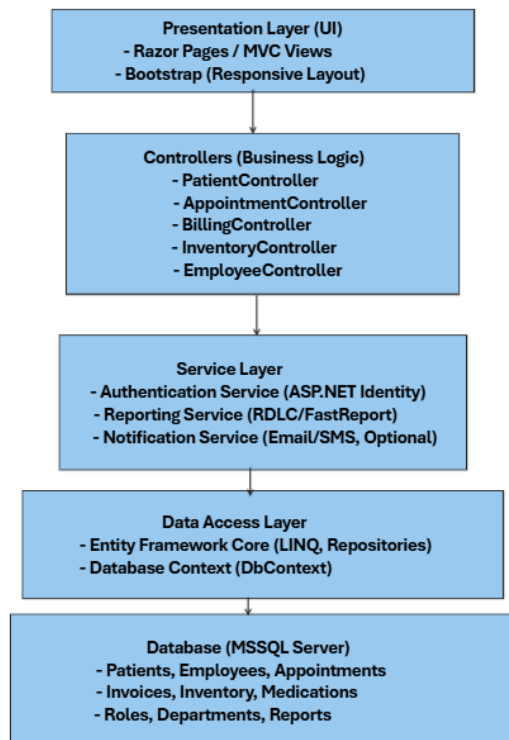 Presentation Layer (UI)
- Razor Pages / MVC Views
- Bootstrap (Responsive Layout)
Controllers (Business Logic)
- PatientController
- AppointmentController
- BillingController
- InventoryController
- EmployeeController
Service Layer
- Authentication Service (ASP.NET Identity)
- Reporting Service (RDLC/FastReport)
- Notification Service (Email/SMS, Optional)
Data Access Layer
- Entity Framework Core (LINQ, Repositories)
- Database Context (DbContext)
Database (MSSQL Server)
- Patients, Employees, Appointments
- Invoices, Inventory, Medications
- Roles, Departments, Reports